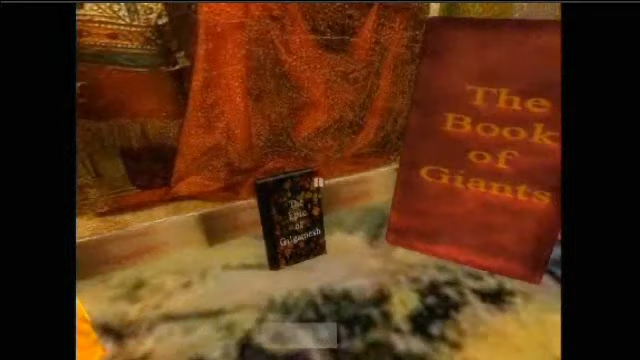 The
Epic
of
Gilgamesh
The
Book
of
Giants